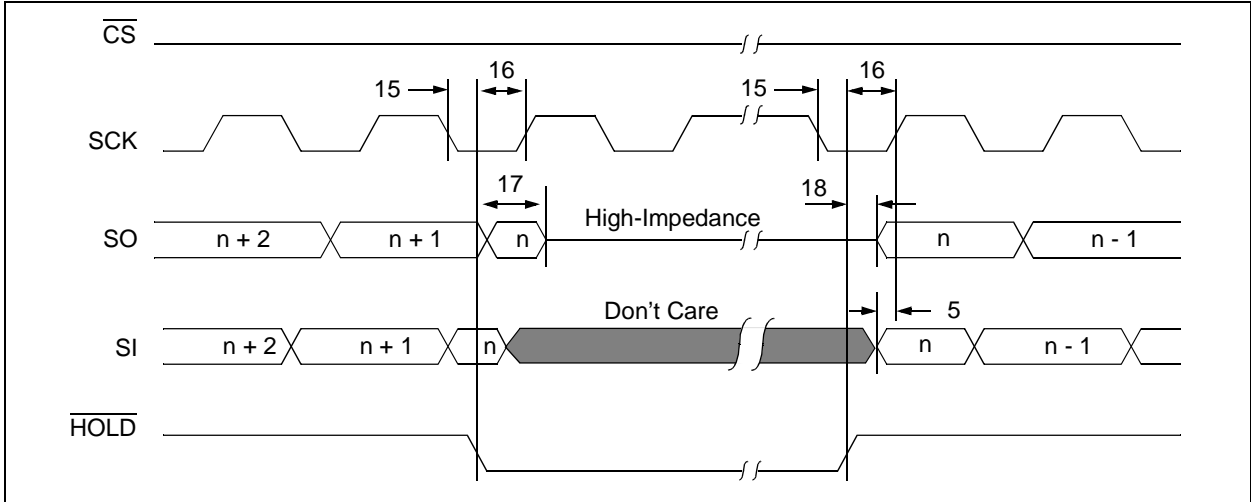 CS
16
16
15
15
SCK
17
18
High-Impedance
SO
n + 2
n + 1
n
n
n - 1
Don't Care
5
SI
n + 2
n + 1
n
n
n - 1
HOLD